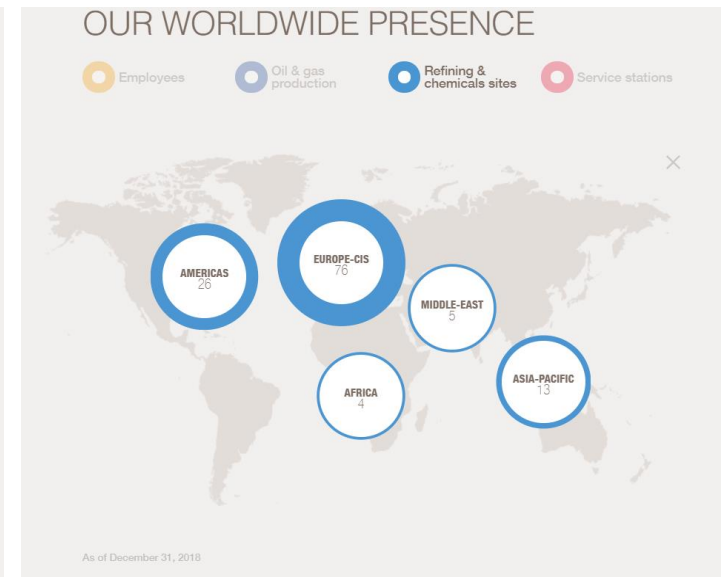 OUR WORLDWIDE PRESENCE
Employees
Oil & gas
production
Refining &
chemicals sites
Service stations
AMERICAS
26
EUROPE-CIS
76
MIDDLE-EAST
5
AFRICA
4
ASIA-PACIFIC
13
As of December 31, 2018